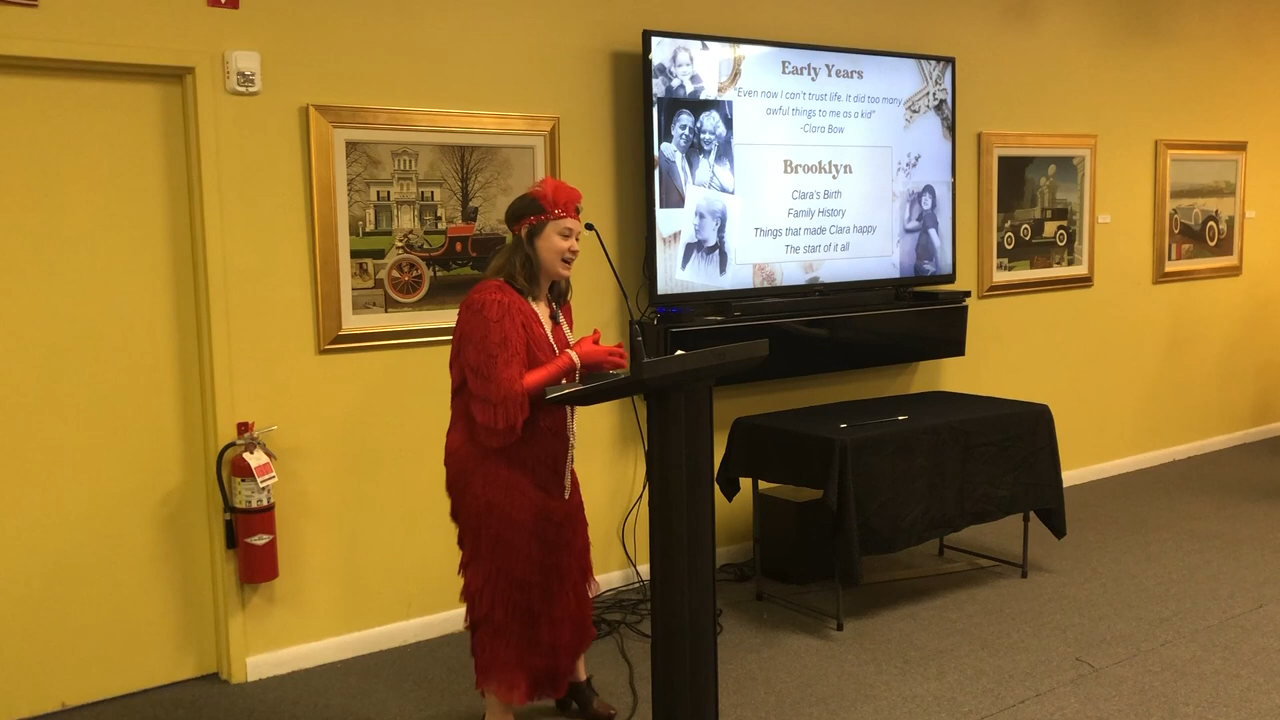 Early Years
"Even now I can't trust life. It did too many
awful things to me as a kid"
-Clara Bow
Brooklyn
Clara's Birth
Family History
Things that made Clara happy
The start of it all